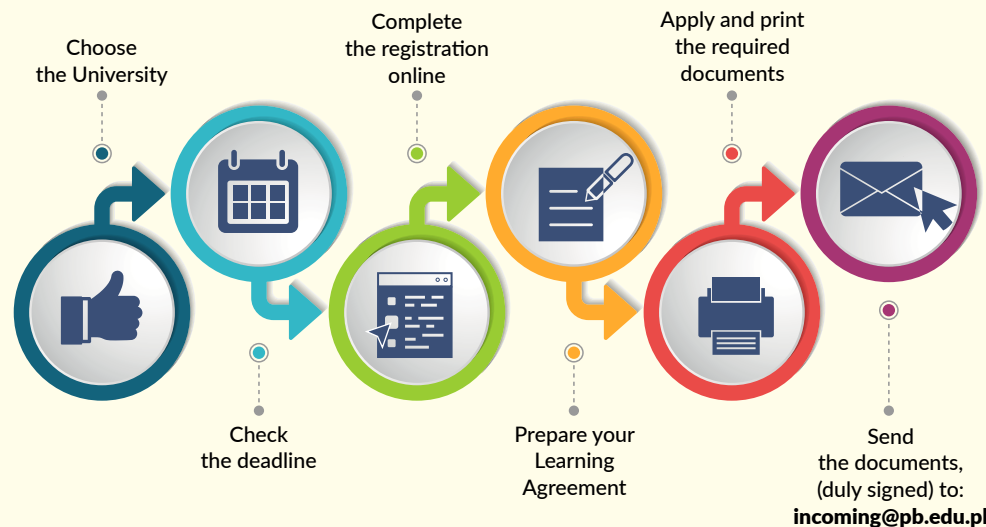 Choose
the University
Check
the deadline
Complete
the registration
online
Prepare your
Learning
Agreement
Apply and print
the required
documents
Send
the documents,
(duly signed) to:
incoming@pb.edu.pl